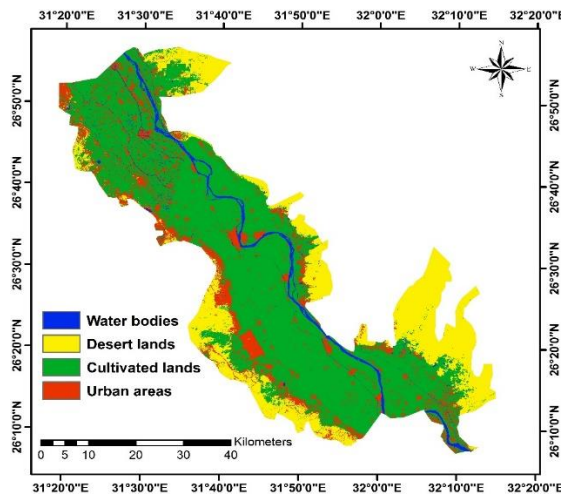 31°20'0"E 31°30'0"E 31°40'0"E 31°50'0"E 32°0'0"E 32°10'0"E 32°20'0"E
N
W E
S
26°50'0"N 26°50'0"N
26°40'0"N 26°40'0"N
26°30'0"N 26°30'0"N
26°20'0"N 26°20'0"N
26°10'0"N 26°10'0"N
Water bodies
Desert lands
Cultivated lands
Urban areas
Kilometers
0 5 10 20 30 40
31°20'0"E 31°30'0"E 31°40'0"E 31°50'0"E 32°0'0"E 32°10'0"E 32°20'0"E